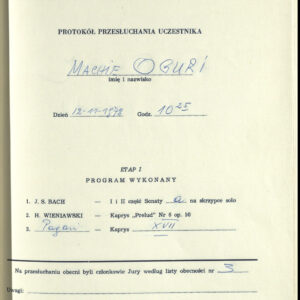 PROTOKÓŁ PRZESŁUCHANIA UCZESTNIKA
MACHIE OGURI
imię i nazwisko
Dzień 12-11-1972 Godz. 10 25
ETAP I
PROGRAM WYKONANY
1. J. S. BACH — I i II część Sonaty a na skrzypce solo
2. H. WIENIAWSKI — Kaprys „Prelud" Nr 6 op. 10
3. Pagan — Kaprys XVII
Na przesłuchaniu obecni byli członkowie Jury według listy obecności nr 3
Uwagi: